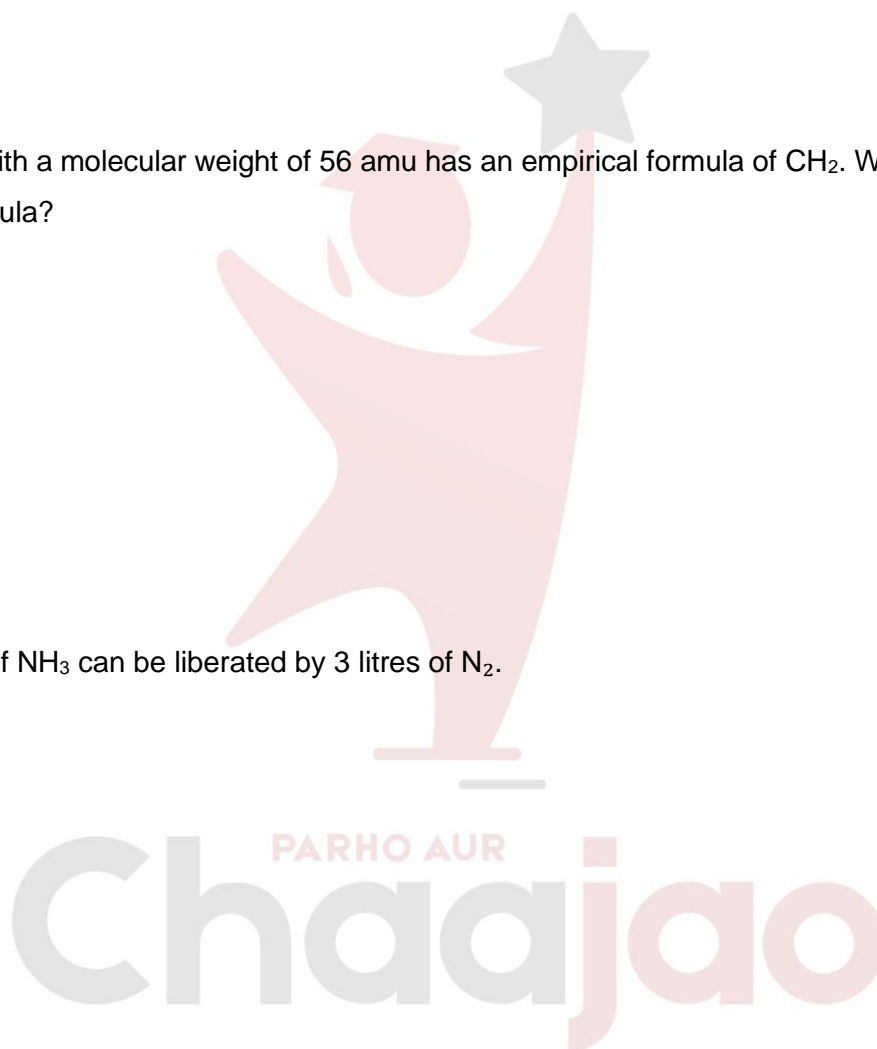 ith a molecular weight of 56 amu has an empirical formula of CH₂. W
ula?
f NH₃ can be liberated by 3 litres of N₂.
PARHO AUR
Chaajao